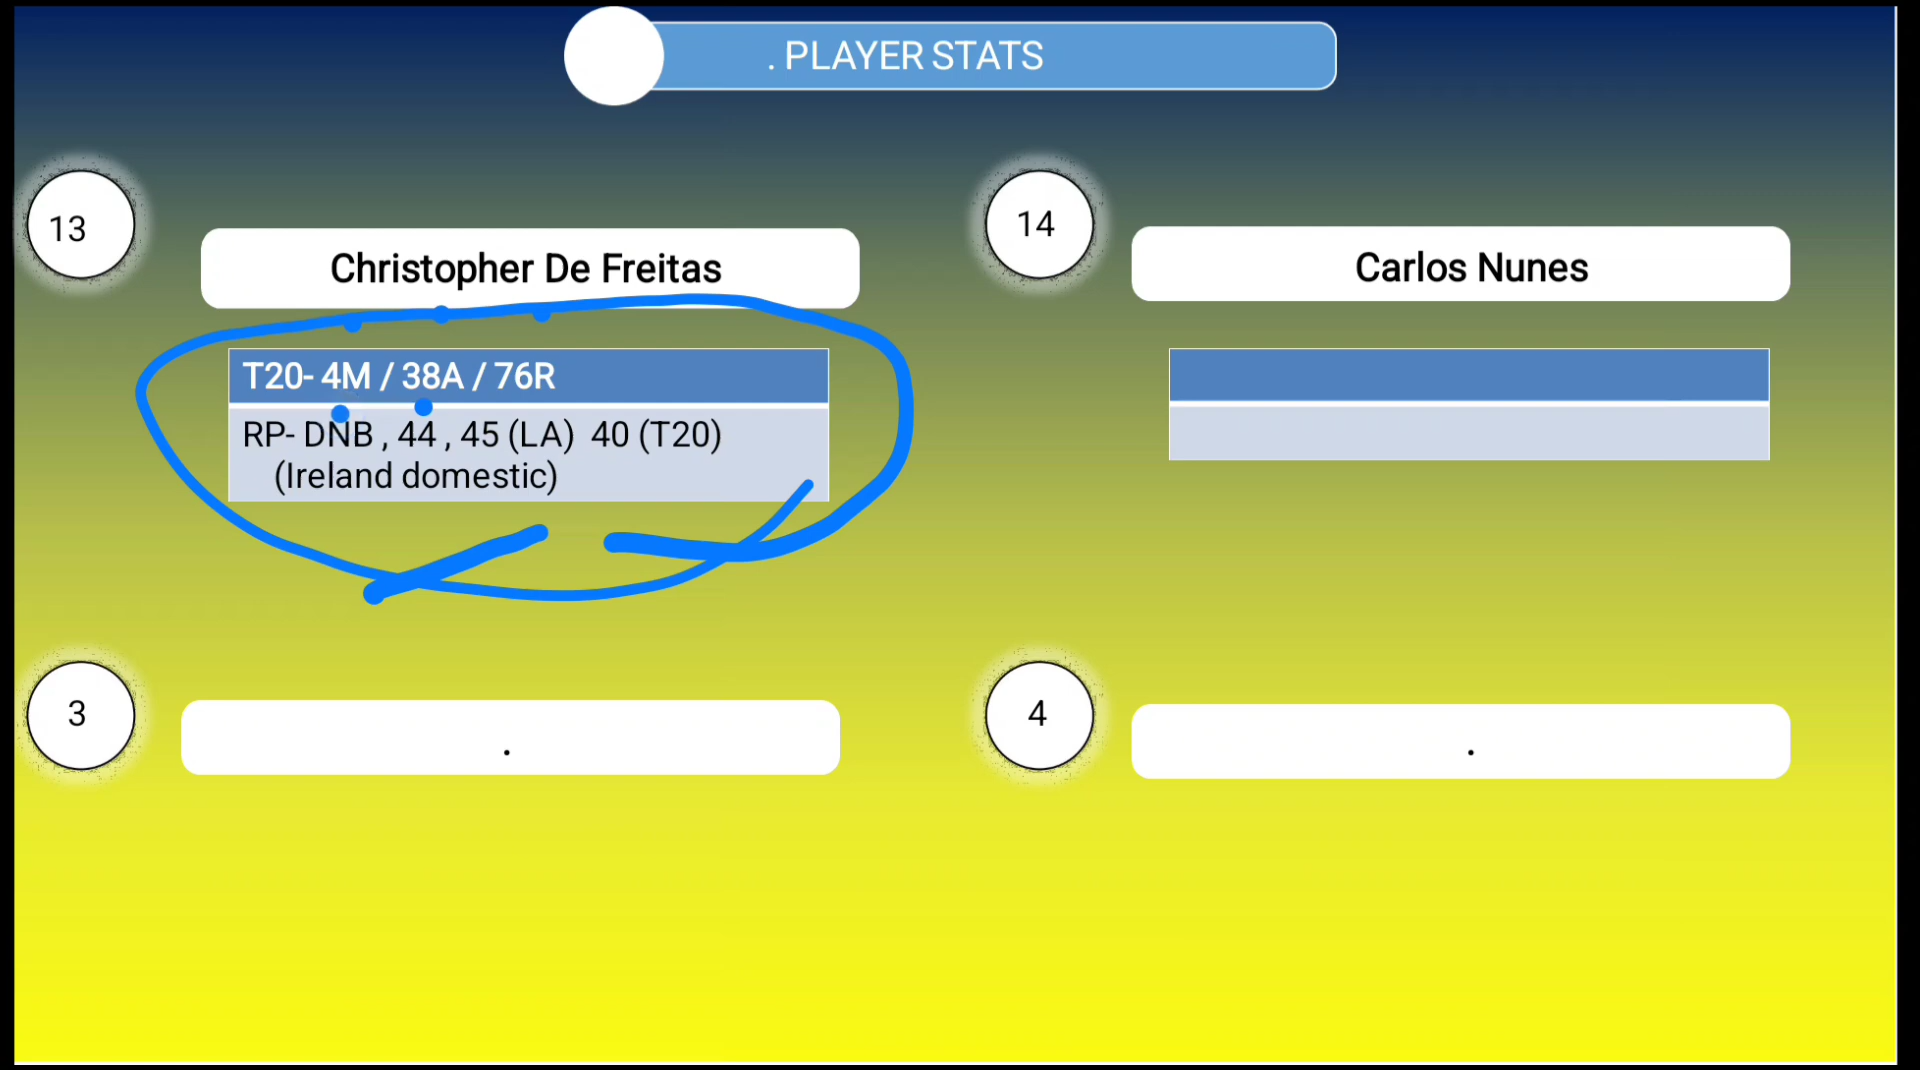 . PLAYER STATS
13
Christopher De Freitas
T20- 4M / 38A / 76R
RP- DNB , 44 , 45 (LA)  40 (T20)
(Ireland domestic)
14
Carlos Nunes
3
.
4
.